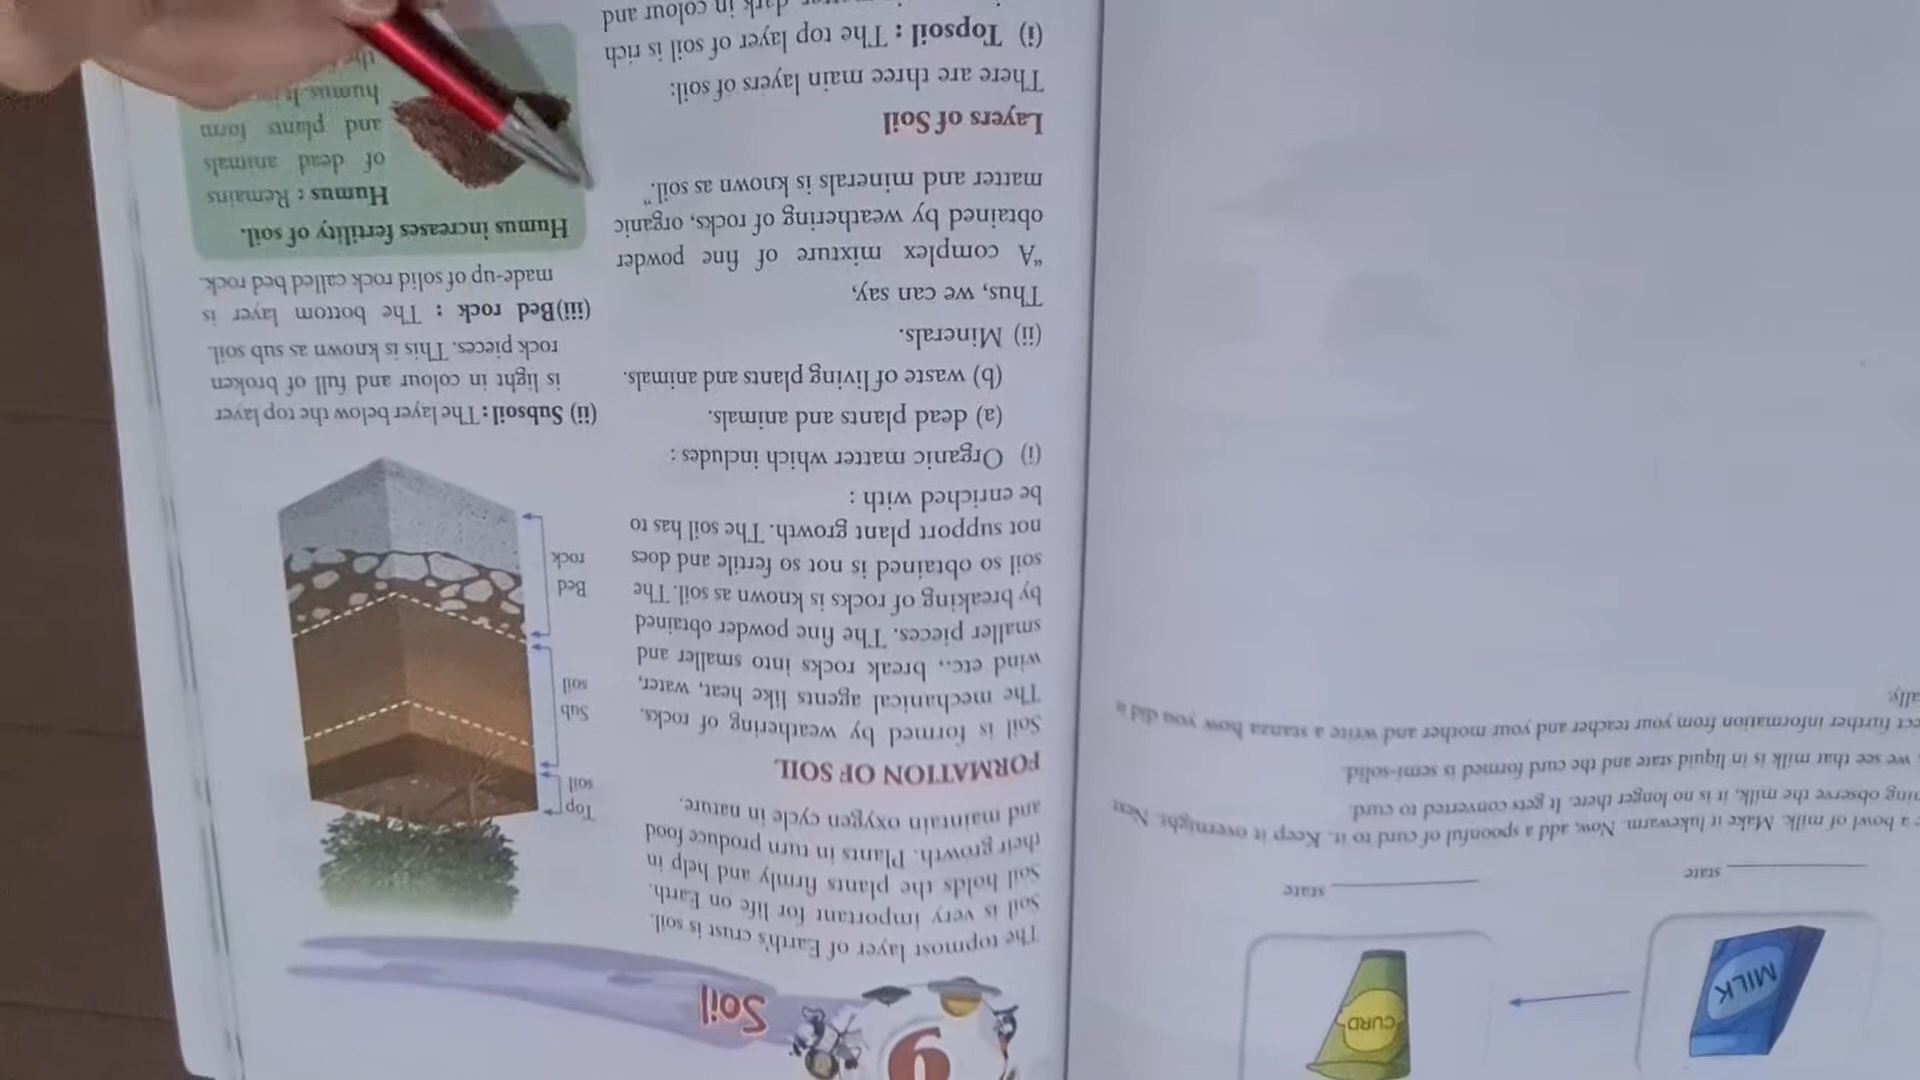 MILK
CURD
state
state
a bowl of milk. Make it lukewarm. Now, add a spoonful of curd to it. Keep it overnight. Next
observe the milk, it is no longer there. It gets converted to curd.
we see that milk is in liquid state and the curd formed is semi-solid.
further information from your teacher and your mother and write a stanza how you did it
Soil
The topmost layer of Earth's crust is soil.
Soil is very important for life on Earth.
Soil holds the plants firmly and help in
their growth. Plants in turn produce food
and maintain oxygen cycle in nature.
FORMATION OF SOIL
Soil is formed by weathering of rocks.
The mechanical agents like heat, water,
wind etc., break rocks into smaller and
smaller pieces. The fine powder obtained
by breaking of rocks is known as soil. The
soil so obtained is not so fertile and does
not support plant growth. The soil has to
be enriched with :
(i) Organic matter which includes :
(a) dead plants and animals.
(b) waste of living plants and animals.
(ii) Minerals.
Thus, we can say,
“A complex mixture of fine powder
obtained by weathering of rocks, organic
matter and minerals is known as soil.”
Layers of Soil
There are three main layers of soil:
(i) Topsoil : The top layer of soil is rich
dark in colour and
Top
soil
Sub
soil
Bed
rock
(ii) Subsoil : The layer below the top layer
is light in colour and full of broken
rock pieces. This is known as sub soil.
(iii)Bed rock : The bottom layer is
made-up of solid rock called bed rock.
Humus increases fertility of soil.
Humus : Remains
of dead animals
and plants form
humus. It
the